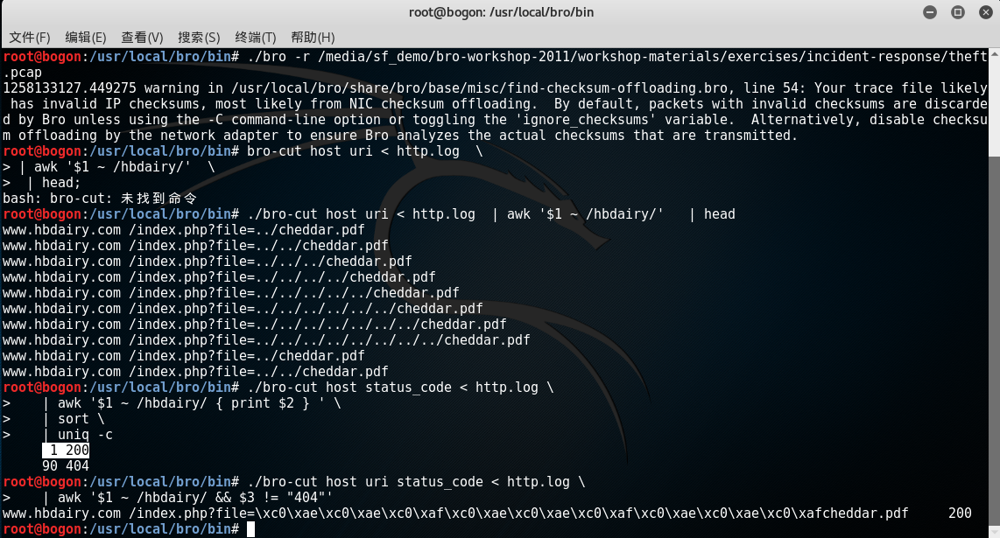 root@bogon: /usr/local/bro/bin
文件(F) 编辑(E) 查看(V) 搜索(S) 终端(T) 帮助(H)
root@bogon:/usr/local/bro/bin# ./bro -r /media/sf_demo/bro-workshop-2011/workshop-materials/exercises/incident-response/theft
.pcap
1258133127.449275 warning in /usr/local/bro/share/bro/base/misc/find-checksum-offloading.bro, line 54: Your trace file likely
 has invalid IP checksums, most likely from NIC checksum offloading.  By default, packets with invalid checksums are discarde
d by Bro unless using the -C command-line option or toggling the 'ignore_checksums' variable.  Alternatively, disable checksu
m offloading by the network adapter to ensure Bro analyzes the actual checksums that are transmitted.
root@bogon:/usr/local/bro/bin# bro-cut host uri < http.log  \
> | awk '$1 ~ /hbdairy/'  \
>  | head;
bash: bro-cut: 未找到命令
root@bogon:/usr/local/bro/bin# ./bro-cut host uri < http.log  | awk '$1 ~ /hbdairy/'   | head
www.hbdairy.com /index.php?file=../cheddar.pdf
www.hbdairy.com /index.php?file=../../cheddar.pdf
www.hbdairy.com /index.php?file=../../../cheddar.pdf
www.hbdairy.com /index.php?file=../../../../cheddar.pdf
www.hbdairy.com /index.php?file=../../../../../cheddar.pdf
www.hbdairy.com /index.php?file=../../../../../../cheddar.pdf
www.hbdairy.com /index.php?file=../../../../../../../cheddar.pdf
www.hbdairy.com /index.php?file=../../../../../../../../cheddar.pdf
www.hbdairy.com /index.php?file=../cheddar.pdf
www.hbdairy.com /index.php?file=../../cheddar.pdf
root@bogon:/usr/local/bro/bin# ./bro-cut host status_code < http.log \
>    | awk '$1 ~ /hbdairy/ { print $2 } ' \
>    | sort \
>    | uniq -c
      1 200
     90 404
root@bogon:/usr/local/bro/bin# ./bro-cut host uri status_code < http.log \
>    | awk '$1 ~ /hbdairy/ && $3 != "404"'
www.hbdairy.com /index.php?file=\xc0\xae\xc0\xae\xc0\xaf\xc0\xae\xc0\xae\xc0\xaf\xc0\xae\xc0\xae\xc0\xafcheddar.pdf     200
root@bogon:/usr/local/bro/bin#